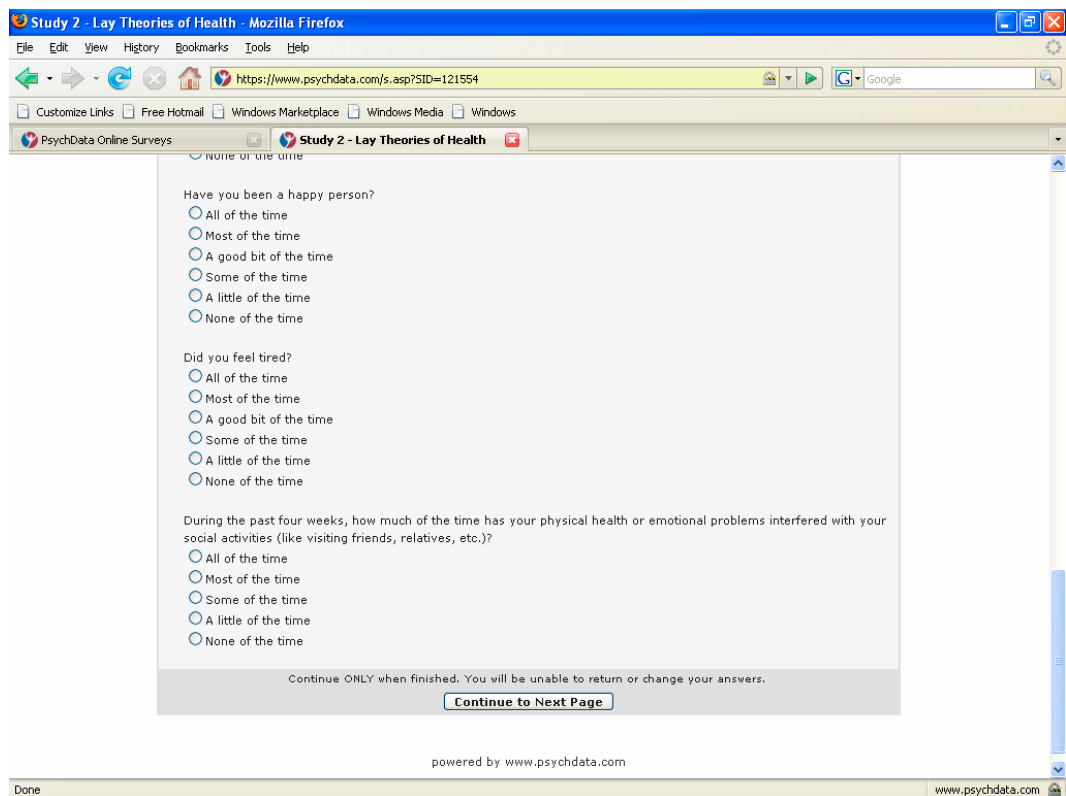 Study 2 - Lay Theories of Health - Mozilla Firefox
File Edit View History Bookmarks Tools Help
https://www.psychdata.com/s.asp?SID=121554
G Google
Customize Links Free Hotmail Windows Marketplace Windows Media Windows
PsychData Online Surveys Study 2 - Lay Theories of Health
None of the time
Have you been a happy person?
All of the time
Most of the time
A good bit of the time
Some of the time
A little of the time
None of the time
Did you feel tired?
All of the time
Most of the time
A good bit of the time
Some of the time
A little of the time
None of the time
During the past four weeks, how much of the time has your physical health or emotional problems interfered with your
social activities (like visiting friends, relatives, etc.)?
All of the time
Most of the time
Some of the time
A little of the time
None of the time
Continue ONLY when finished. You will be unable to return or change your answers.
Continue to Next Page
powered by www.psychdata.com
Done www.psychdata.com